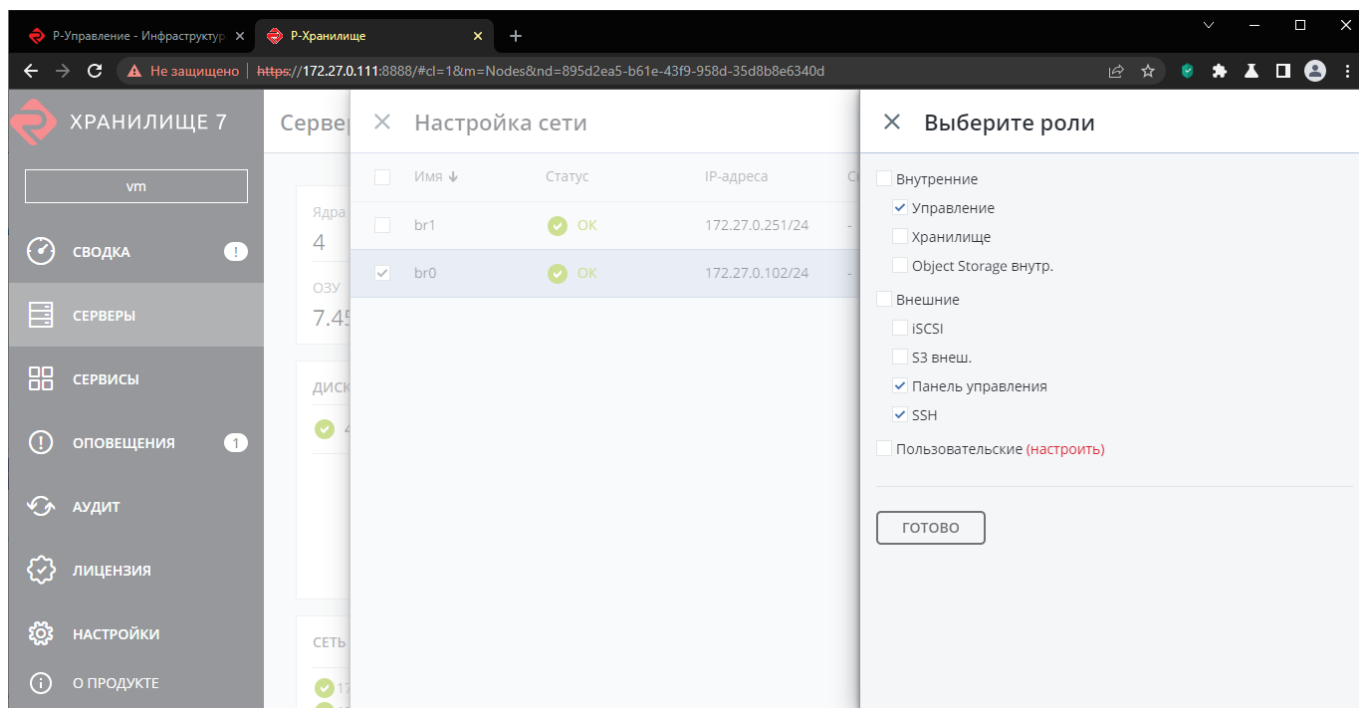 Р-Управление - Инфраструктур
Р-Хранилище
Не защищено https://172.27.0.111:8888/#cl=1&m=Nodes&nd=895d2ea5-b61e-43f9-958d-35d8b8e6340d
ХРАНИЛИЩЕ 7
vm
СВОДКА !
СЕРВЕРЫ
СЕРВИСЫ
ОПОВЕЩЕНИЯ 1
АУДИТ
ЛИЦЕНЗИЯ
НАСТРОЙКИ
О ПРОДУКТЕ
Ядра
4
ОЗУ
СЕТЬ
Настройка сети
Имя Статус IP-адреса
br1 OK 172.27.0.251/24 -
br0 OK 172.27.0.102/24 -
Выберите роли
Внутренние
Управление
Хранилище
Object Storage внутр.
Внешние
iSCSI
S3 внеш.
Панель управления
SSH
Пользовательские (настроить)
ГОТОВО